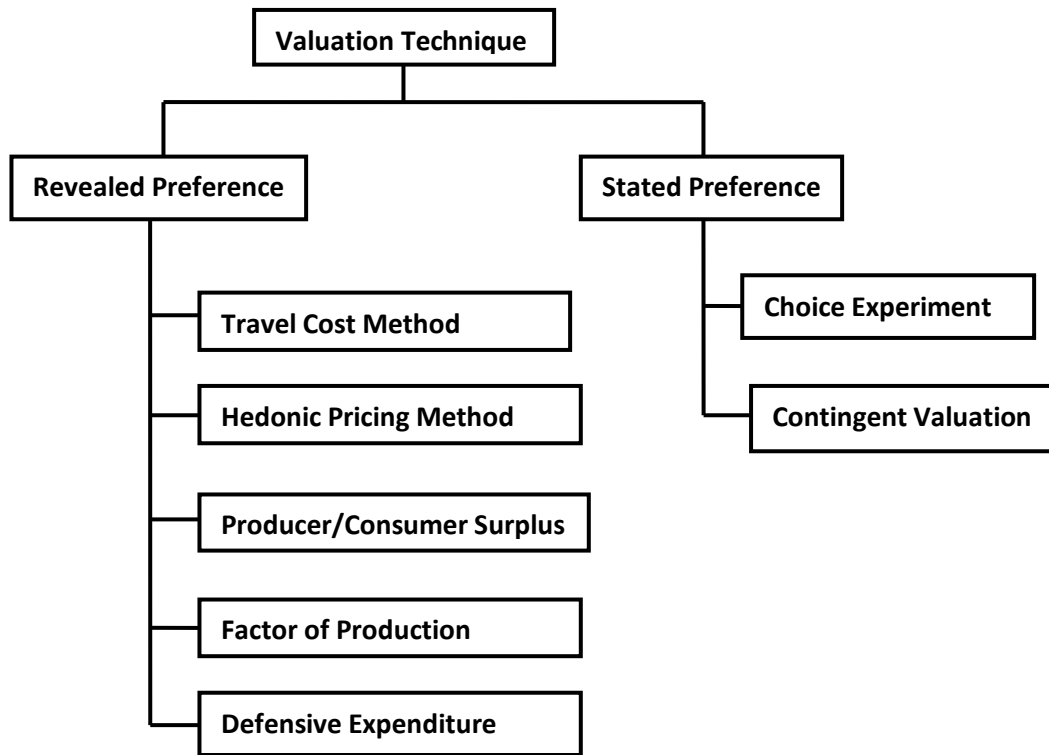 Valuation Technique
Revealed Preference
Stated Preference
Travel Cost Method
Choice Experiment
Hedonic Pricing Method
Contingent Valuation
Producer/Consumer Surplus
Factor of Production
Defensive Expenditure